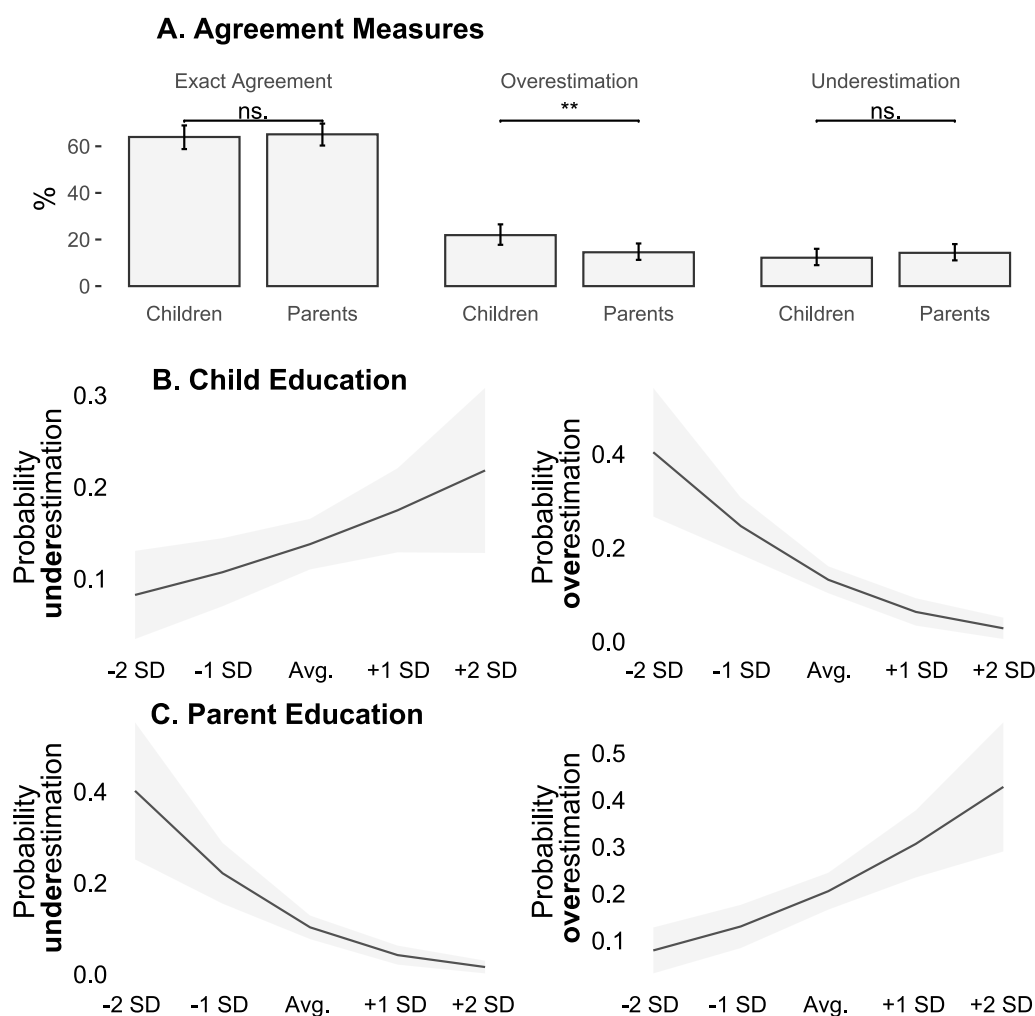 A. Agreement Measures
Exact Agreement
Overestimation
Underestimation
ns.
**
ns.
%
60
40
20
0
Children
Parents
Children
Parents
Children
Parents
B. Child Education
Probability
underestimation
0.3
0.2
0.1
-2 SD
-1 SD
Avg.
+1 SD
+2 SD
Probability
overestimation
0.4
0.2
0.0
-2 SD
-1 SD
Avg.
+1 SD
+2 SD
C. Parent Education
Probability
underestimation
0.4
0.2
0.0
-2 SD
-1 SD
Avg.
+1 SD
+2 SD
Probability
overestimation
0.5
0.4
0.3
0.2
0.1
-2 SD
-1 SD
Avg.
+1 SD
+2 SD